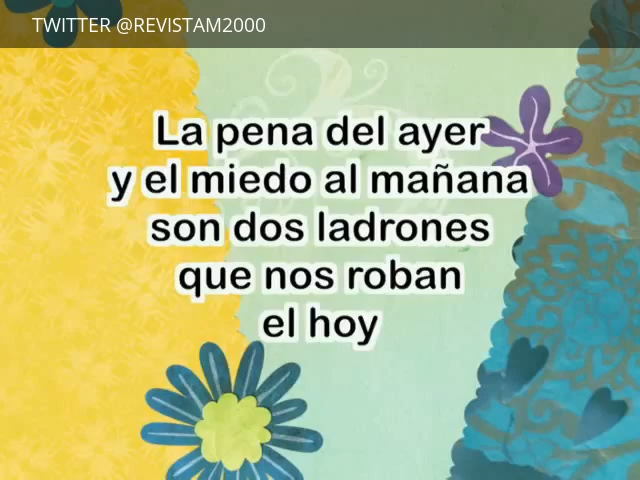 TWITTER @REVISTAM2000
La pena del ayer
y el miedo al mañana
son dos ladrones
que nos roban
el hoy